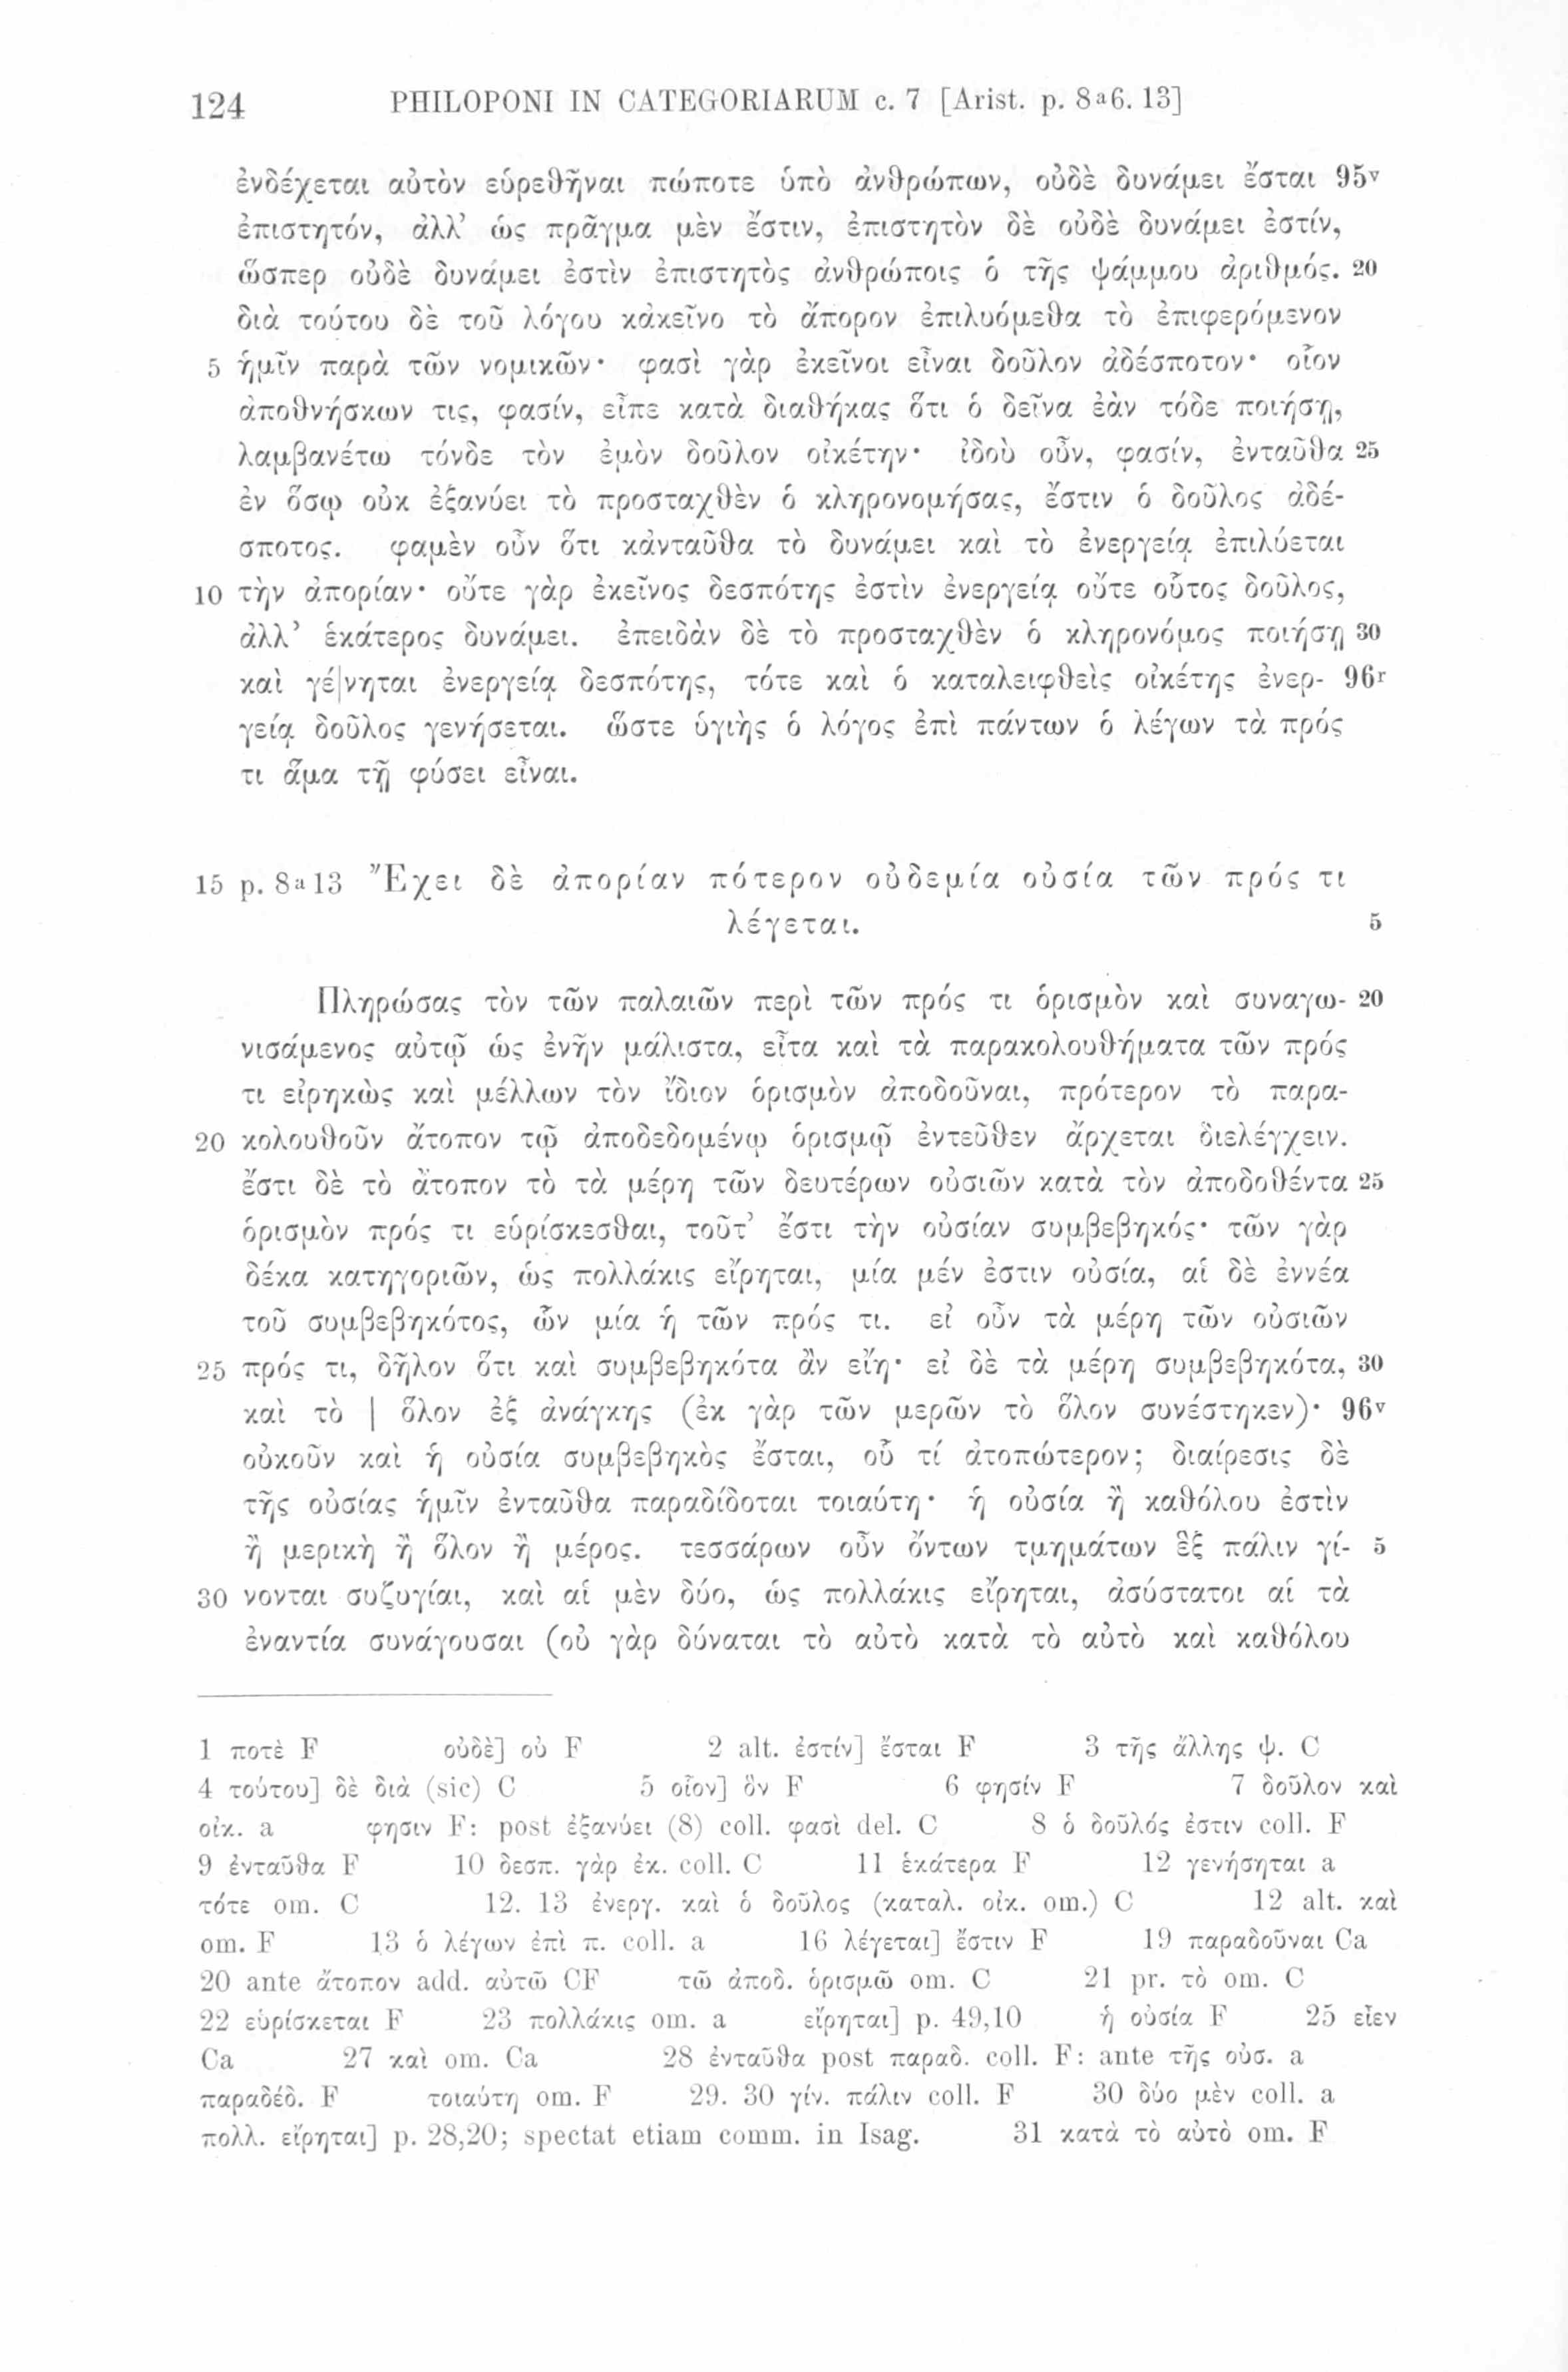 124 PHILOPONI IN CATEGORIARUM c. 7 [Arist. p. 8ᵃ6. 13]
ἐνδέχεται αὐτὸν εὑρεθῆναι πώποτε ὑπὸ ἀνθρώπων, οὐδὲ δυνάμει ἔσται 95ᵛ
ἐπιστητόν, ἀλλ’ ὡς πρᾶγμα μὲν ἔστιν, ἐπιστητὸν δὲ οὐδὲ δυνάμει ἐστίν,
ὥσπερ οὐδὲ δυνάμει ἐστὶν ἐπιστητὸς ἀνθρώποις ὁ τῆς ψάμμου ἀριθμός. 20
διὰ τούτου δὲ τοῦ λόγου κἀκεῖνο τὸ ἄπορον ἐπιλυόμεθα τὸ ἐπιφερόμενον
5 ἡμῖν παρὰ τῶν νομικῶν· φασὶ γὰρ ἐκεῖνοι εἶναι δοῦλον ἀδέσποτον· οἷον
ἀποθνήσκων τις, φασίν, εἶπε κατὰ διαθήκας ὅτι ὁ δεῖνα ἐὰν τόδε ποιήσῃ,
λαμβανέτω τόνδε τὸν ἐμὸν δοῦλον οἰκέτην· ἰδοὺ οὖν, φασίν, ἐνταῦθα 25
ἐν ὅσῳ οὐκ ἐξανύει τὸ προσταχθὲν ὁ κληρονομήσας, ἔστιν ὁ δοῦλος ἀδέ-
σποτος. φαμὲν οὖν ὅτι κἀνταῦθα τὸ δυνάμει καὶ τὸ ἐνεργείᾳ ἐπιλύεται
10 τὴν ἀπορίαν· οὔτε γὰρ ἐκεῖνος δεσπότης ἐστὶν ἐνεργείᾳ οὔτε οὗτος δοῦλος,
ἀλλ’ ἑκάτερος δυνάμει. ἐπειδὰν δὲ τὸ προσταχθὲν ὁ κληρονόμος ποιήσῃ 30
καὶ γέ|νηται ἐνεργείᾳ δεσπότης, τότε καὶ ὁ καταλειφθεὶς οἰκέτης ἐνερ- 96ʳ
γείᾳ δοῦλος γενήσεται. ὥστε ὑγιὴς ὁ λόγος ἐπὶ πάντων ὁ λέγων τὰ πρός
τι ἅμα τῇ φύσει εἶναι.
15 p. 8ᵃ13 Ἔχει δὲ ἀπορίαν πότερον οὐδεμία οὐσία τῶν πρός τι
λέγεται. 5
Πληρώσας τὸν τῶν παλαιῶν περὶ τῶν πρός τι ὁρισμὸν καὶ συναγω- 20
νισάμενος αὐτῷ ὡς ἐνῆν μάλιστα, εἶτα καὶ τὰ παρακολουθήματα τῶν πρός
τι εἰρηκὼς καὶ μέλλων τὸν ἴδιον ὁρισμὸν ἀποδοῦναι, πρότερον τὸ παρα-
20 κολουθοῦν ἄτοπον τῷ ἀποδεδομένῳ ὁρισμῷ ἐντεῦθεν ἄρχεται διελέγχειν.
ἔστι δὲ τὸ ἄτοπον τὸ τὰ μέρη τῶν δευτέρων οὐσιῶν κατὰ τὸν ἀποδοθέντα 25
ὁρισμὸν πρός τι εὑρίσκεσθαι, τοῦτ’ ἔστι τὴν οὐσίαν συμβεβηκός· τῶν γὰρ
δέκα κατηγοριῶν, ὡς πολλάκις εἴρηται, μία μέν ἐστιν οὐσία, αἱ δὲ ἐννέα
τοῦ συμβεβηκότος, ὧν μία ἡ τῶν πρός τι. εἰ οὖν τὰ μέρη τῶν οὐσιῶν
25 πρός τι, δῆλον ὅτι καὶ συμβεβηκότα ἂν εἴη· εἰ δὲ τὰ μέρη συμβεβηκότα, 30
καὶ τὸ | ὅλον ἐξ ἀνάγκης (ἐκ γὰρ τῶν μερῶν τὸ ὅλον συνέστηκεν)· 96ᵛ
οὐκοῦν καὶ ἡ οὐσία συμβεβηκὸς ἔσται, οὗ τί ἀτοπώτερον; διαίρεσις δὲ
τῆς οὐσίας ἡμῖν ἐνταῦθα παραδίδοται τοιαύτη· ἡ οὐσία ἢ καθόλου ἐστὶν
ἢ μερικὴ ἢ ὅλον ἢ μέρος. τεσσάρων οὖν ὄντων τμημάτων ἓξ πάλιν γί- 5
30 νονται συζυγίαι, καὶ αἱ μὲν δύο, ὡς πολλάκις εἴρηται, ἀσύστατοι αἱ τὰ
ἐναντία συνάγουσαι (οὐ γὰρ δύναται τὸ αὐτὸ κατὰ τὸ αὐτὸ καὶ καθόλου
1 ποτὲ F οὐδὲ] οὐ F 2 alt. ἐστίν] ἔσται F 3 τῆς ἄλλης ψ. C
4 τούτου] δὲ διὰ (sic) C 5 οἷον] ὃν F 6 φησίν F 7 δοῦλον καὶ
οἰκ. a φησιν F: post ἐξανύει (8) coll. φασὶ del. C 8 ὁ δοῦλός ἐστιν coll. F
9 ἐνταῦθα F 10 δεσπ. γὰρ ἐκ. coll. C 11 ἑκάτερα F 12 γενήσηται a
τότε om. C 12. 13 ἐνεργ. καὶ ὁ δοῦλος (καταλ. οἰκ. om.) C 12 alt. καὶ
om. F 13 ὁ λέγων ἐπὶ π. coll. a 16 λέγεται] ἔστιν F 19 παραδοῦναι Ca
20 ante ἄτοπον add. αὐτῶ CF τῶ ἀποδ. ὁρισμῶ om. C 21 pr. τὸ om. C
22 εὑρίσκεται F 23 πολλάκις om. a εἴρηται] p. 49,10 ἡ οὐσία F 25 εἶεν
Ca 27 καὶ om. Ca 28 ἐνταῦθα post παραδ. coll. F: ante τῆς οὐσ. a
παραδέδ. F τοιαύτη om. F 29. 30 γίν. πάλιν coll. F 30 δύο μὲν coll. a
πολλ. εἴρηται] p. 28,20; spectat etiam comm. in Isag. 31 κατὰ τὸ αὐτὸ om. F